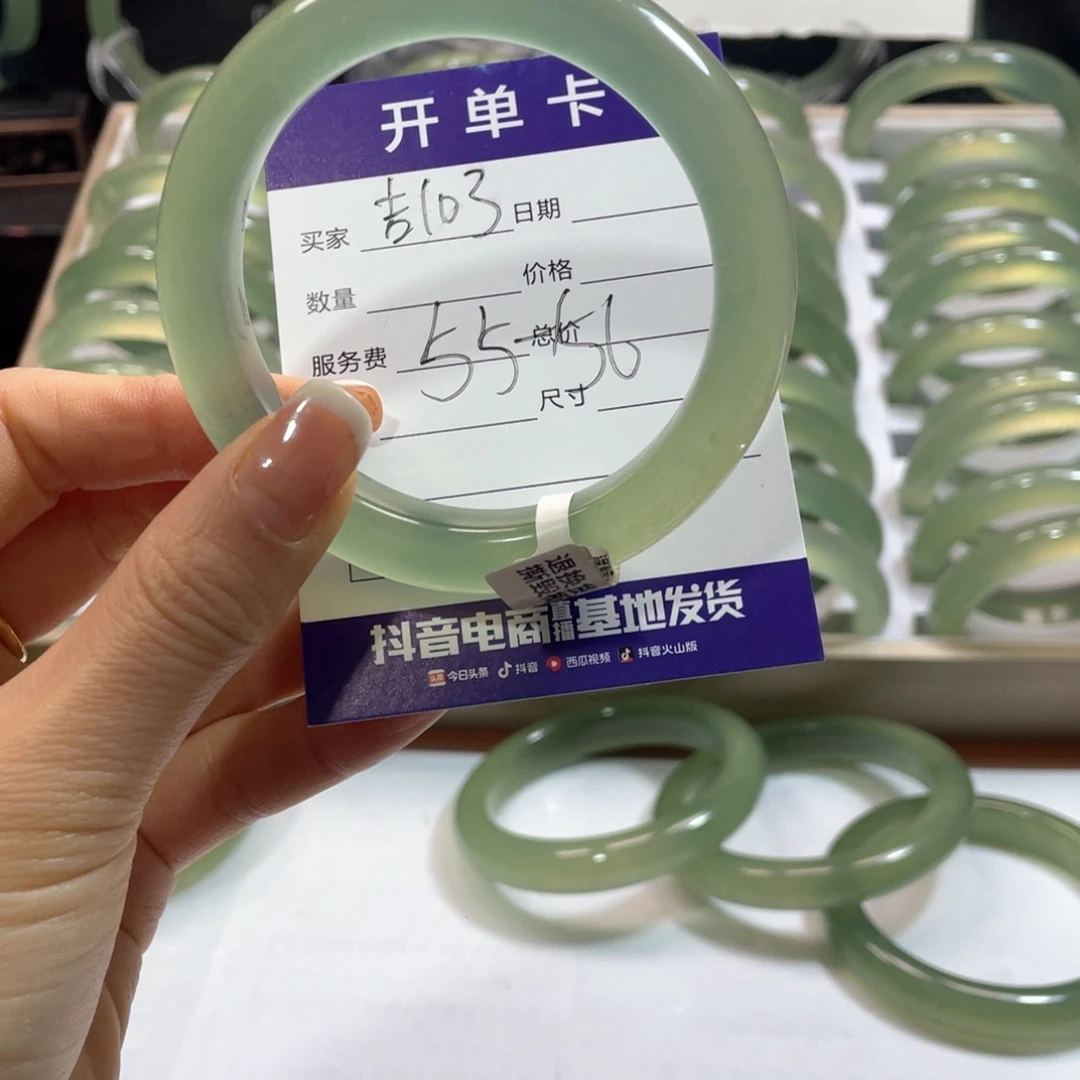 开单卡
买家 吉103 日期
数量 价格
服务费 55-56 总价
尺寸
抖音电商直播基地发货
头条 今日头条 抖音 西瓜视频 抖音火山版